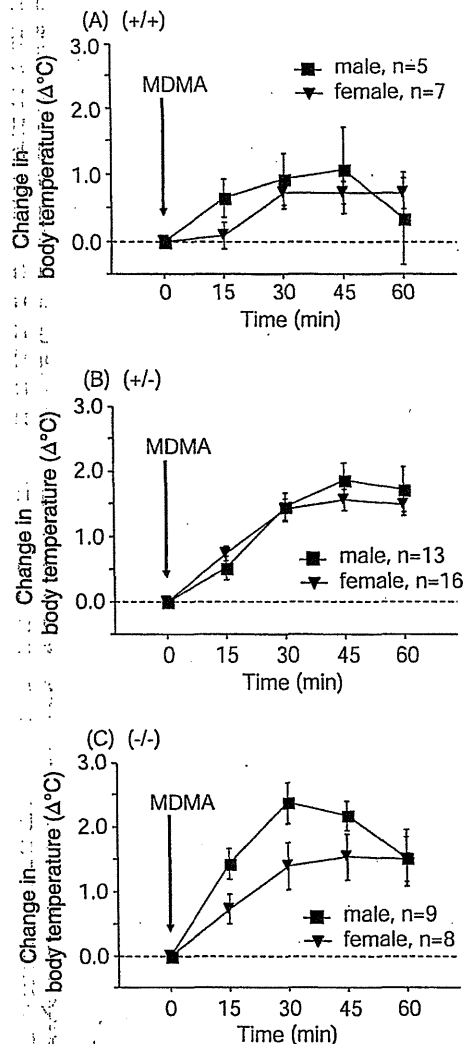 (A) (+/+)
Change in
body temperature (Δ°C)
3.0
2.0
1.0
0.0
MDMA
male, n=5
female, n=7
0 15 30 45 60
Time (min)
(B) (+/-)
Change in
body temperature (Δ°C)
3.0
2.0
1.0
0.0
MDMA
male, n=13
female, n=16
0 15 30 45 60
Time (min)
(C) (-/-)
Change in
body temperature (Δ°C)
3.0
2.0
1.0
0.0
MDMA
male, n=9
female, n=8
0 15 30 45 60
Time (min)